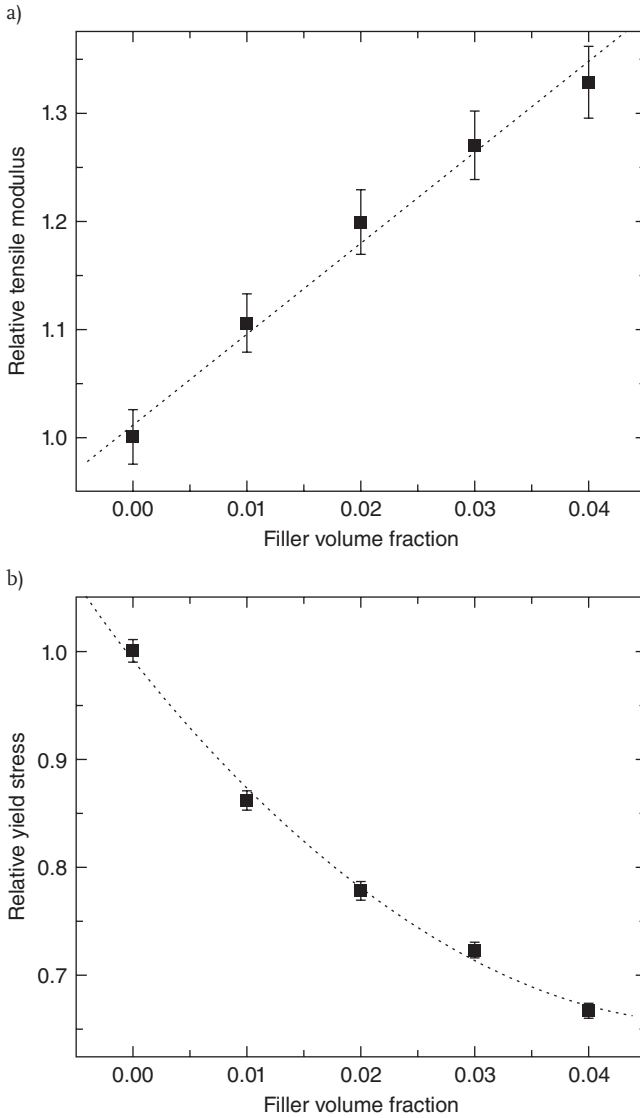 a)
1.3
1.2
1.1
1.0
Relative tensile modulus
0.00 0.01 0.02 0.03 0.04
Filler volume fraction
b)
1.0
0.9
0.8
0.7
Relative yield stress
0.00 0.01 0.02 0.03 0.04
Filler volume fraction